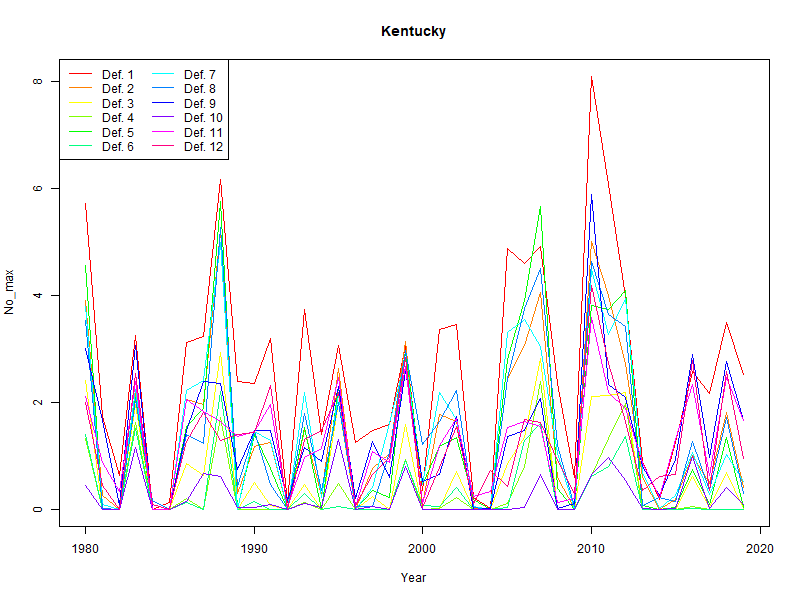 Kentucky
Def. 1 Def. 7
Def. 2 Def. 8
Def. 3 Def. 9
Def. 4 Def. 10
Def. 5 Def. 11
Def. 6 Def. 12
No_max
8
6
4
2
0
1980 1990 2000 2010 2020
Year